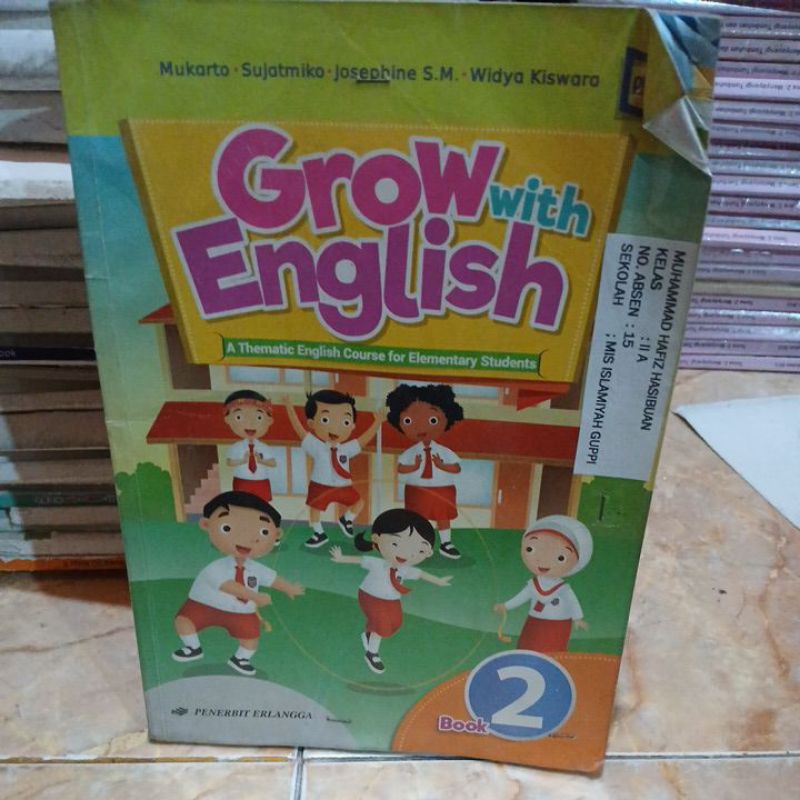 Mukarto · Sujatmiko · Josephine S.M. · Widya Kiswara
Grow with
English
A Thematic English Course for Elementary Students
MUHAMMAD HAFIZ HASIBUAN
KELAS : II A
NO. ABSEN : 15
SEKOLAH : MIS ISLAMIYAH GUPPI
PENERBIT ERLANGGA
Book 2